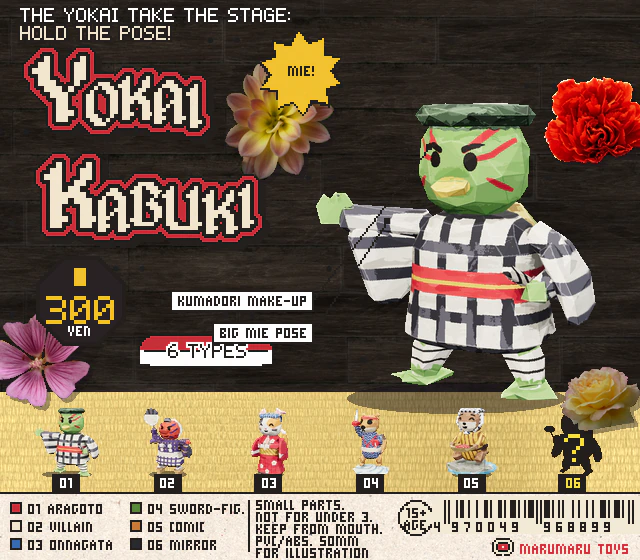 THE YOKAI TAKE THE STAGE:
HOLD THE POSE!
YOKAI
KABUKI
MIE!
300
YEN
KUMADORI MAKE-UP
BIG MIE POSE
6 TYPES
01
02
03
04
05
?
06
01 ARAGOTO
02 VILLAIN
03 ONNAGATA
04 SWORD-FIG.
05 COMIC
06 MIRROR
SMALL PARTS.
NOT FOR UNDER 3.
KEEP FROM MOUTH.
PVC/ABS. 50MM
FOR ILLUSTRATION
15+
AGE
4 970049 968899
MARUMARU TOYS